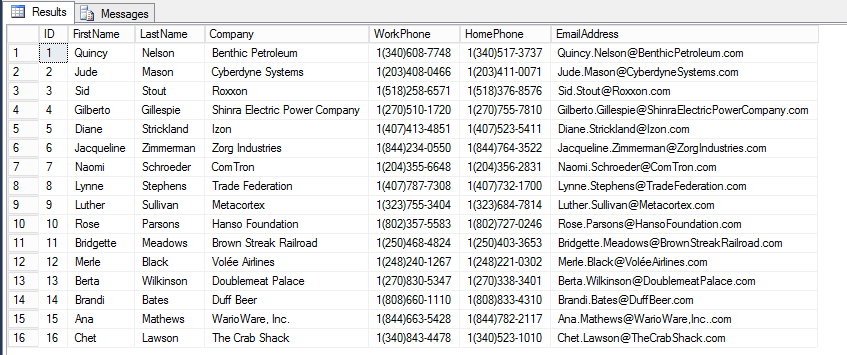 Results Messages
ID FirstName LastName Company WorkPhone HomePhone EmailAddress
1 1 Quincy Nelson Benthic Petroleum 1(340)608-7748 1(340)517-3737 Quincy.Nelson@BenthicPetroleum.com
2 2 Jude Mason Cyberdyne Systems 1(203)408-0466 1(203)411-0071 Jude.Mason@CyberdyneSystems.com
3 3 Sid Stout Roxxon 1(518)258-6571 1(518)376-8576 Sid.Stout@Roxxon.com
4 4 Gilberto Gillespie Shinra Electric Power Company 1(270)510-1720 1(270)755-7810 Gilberto.Gillespie@ShinraElectricPowerCompany.com
5 5 Diane Strickland Izon 1(407)413-4851 1(407)523-5411 Diane.Strickland@Izon.com
6 6 Jacqueline Zimmerman Zorg Industries 1(844)234-0550 1(844)764-3522 Jacqueline.Zimmerman@ZorgIndustries.com
7 7 Naomi Schroeder ComTron 1(204)355-6648 1(204)356-2831 Naomi.Schroeder@ComTron.com
8 8 Lynne Stephens Trade Federation 1(407)787-7308 1(407)732-1700 Lynne.Stephens@TradeFederation.com
9 9 Luther Sullivan Metacortex 1(323)755-3404 1(323)684-7814 Luther.Sullivan@Metacortex.com
10 10 Rose Parsons Hanso Foundation 1(802)357-5583 1(802)727-0246 Rose.Parsons@HansoFoundation.com
11 11 Bridgette Meadows Brown Streak Railroad 1(250)468-4824 1(250)403-3653 Bridgette.Meadows@BrownStreakRailroad.com
12 12 Merle Black Volée Airlines 1(248)240-1267 1(248)221-0302 Merle.Black@VoléeAirlines.com
13 13 Berta Wilkinson Doublemeat Palace 1(270)830-5347 1(270)338-3401 Berta.Wilkinson@DoublemeatPalace.com
14 14 Brandi Bates Duff Beer 1(808)660-1110 1(808)833-4310 Brandi.Bates@DuffBeer.com
15 15 Ana Mathews WarioWare, Inc. 1(844)663-5428 1(844)782-2117 Ana.Mathews@WarioWare,Inc..com
16 16 Chet Lawson The Crab Shack 1(340)843-4478 1(340)523-1010 Chet.Lawson@TheCrabShack.com